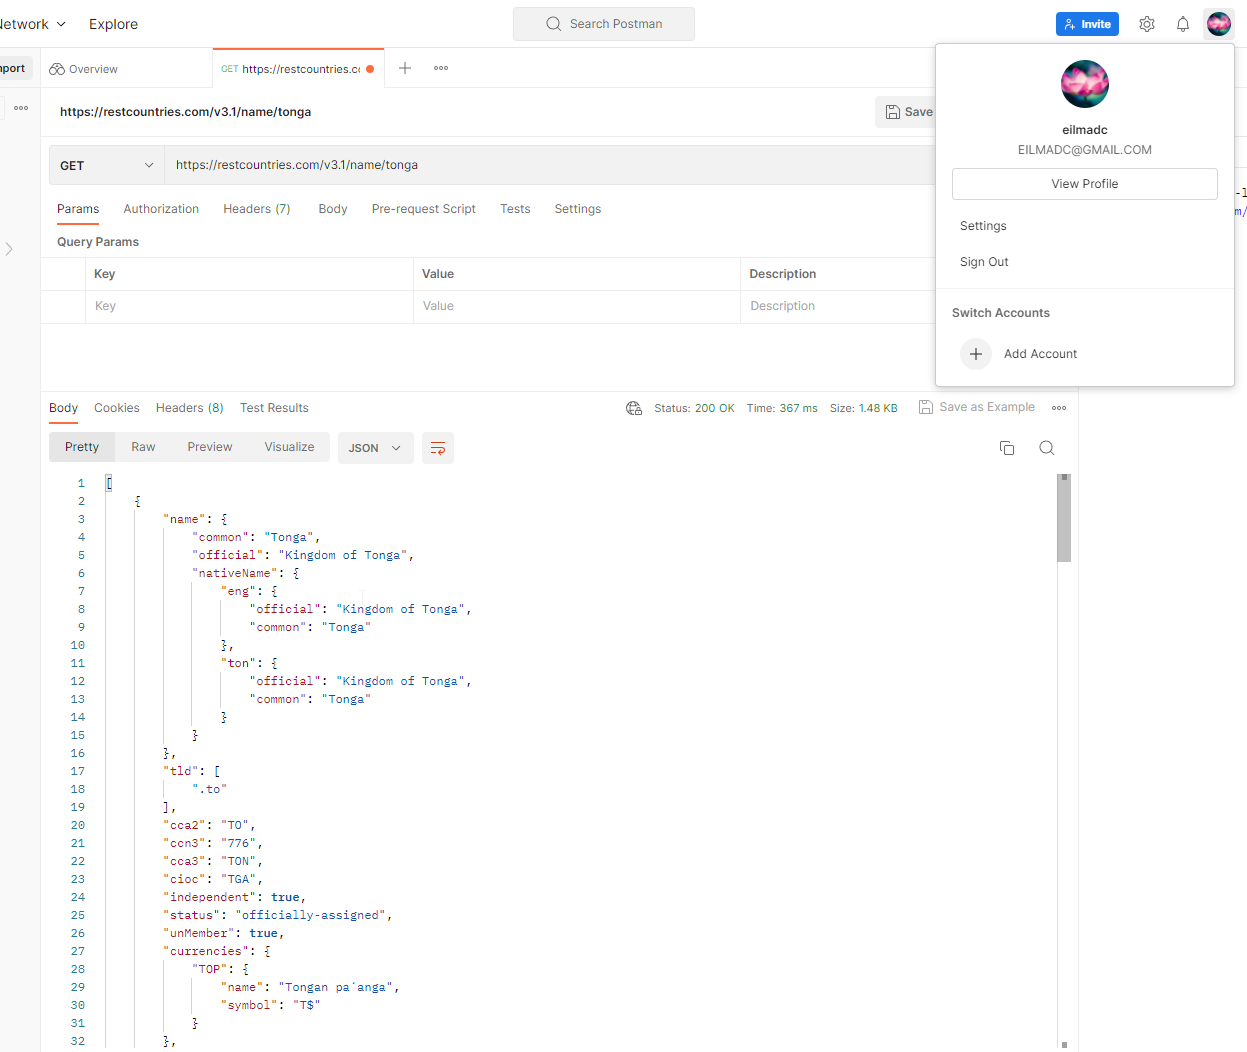 Network Explore Search Postman Invite
Import Overview GET https://restcountries.cc
https://restcountries.com/v3.1/name/tonga Save
GET https://restcountries.com/v3.1/name/tonga
Params Authorization Headers (7) Body Pre-request Script Tests Settings
Query Params
Key Value Description
Key Value Description
eilmadc
EILMADC@GMAIL.COM
View Profile
Settings
Sign Out
Switch Accounts
Add Account
Body Cookies Headers (8) Test Results Status: 200 OK Time: 367 ms Size: 1.48 KB Save as Example
Pretty Raw Preview Visualize JSON
1 [
2 {
3 "name": {
4 "common": "Tonga",
5 "official": "Kingdom of Tonga",
6 "nativeName": {
7 "eng": {
8 "official": "Kingdom of Tonga",
9 "common": "Tonga"
10 },
11 "ton": {
12 "official": "Kingdom of Tonga",
13 "common": "Tonga"
14 }
15 }
16 },
17 "tld": [
18 ".to"
19 ],
20 "cca2": "TO",
21 "ccn3": "776",
22 "cca3": "TON",
23 "cioc": "TGA",
24 "independent": true,
25 "status": "officially-assigned",
26 "unMember": true,
27 "currencies": {
28 "TOP": {
29 "name": "Tongan paʻanga",
30 "symbol": "T$"
31 }
32 },